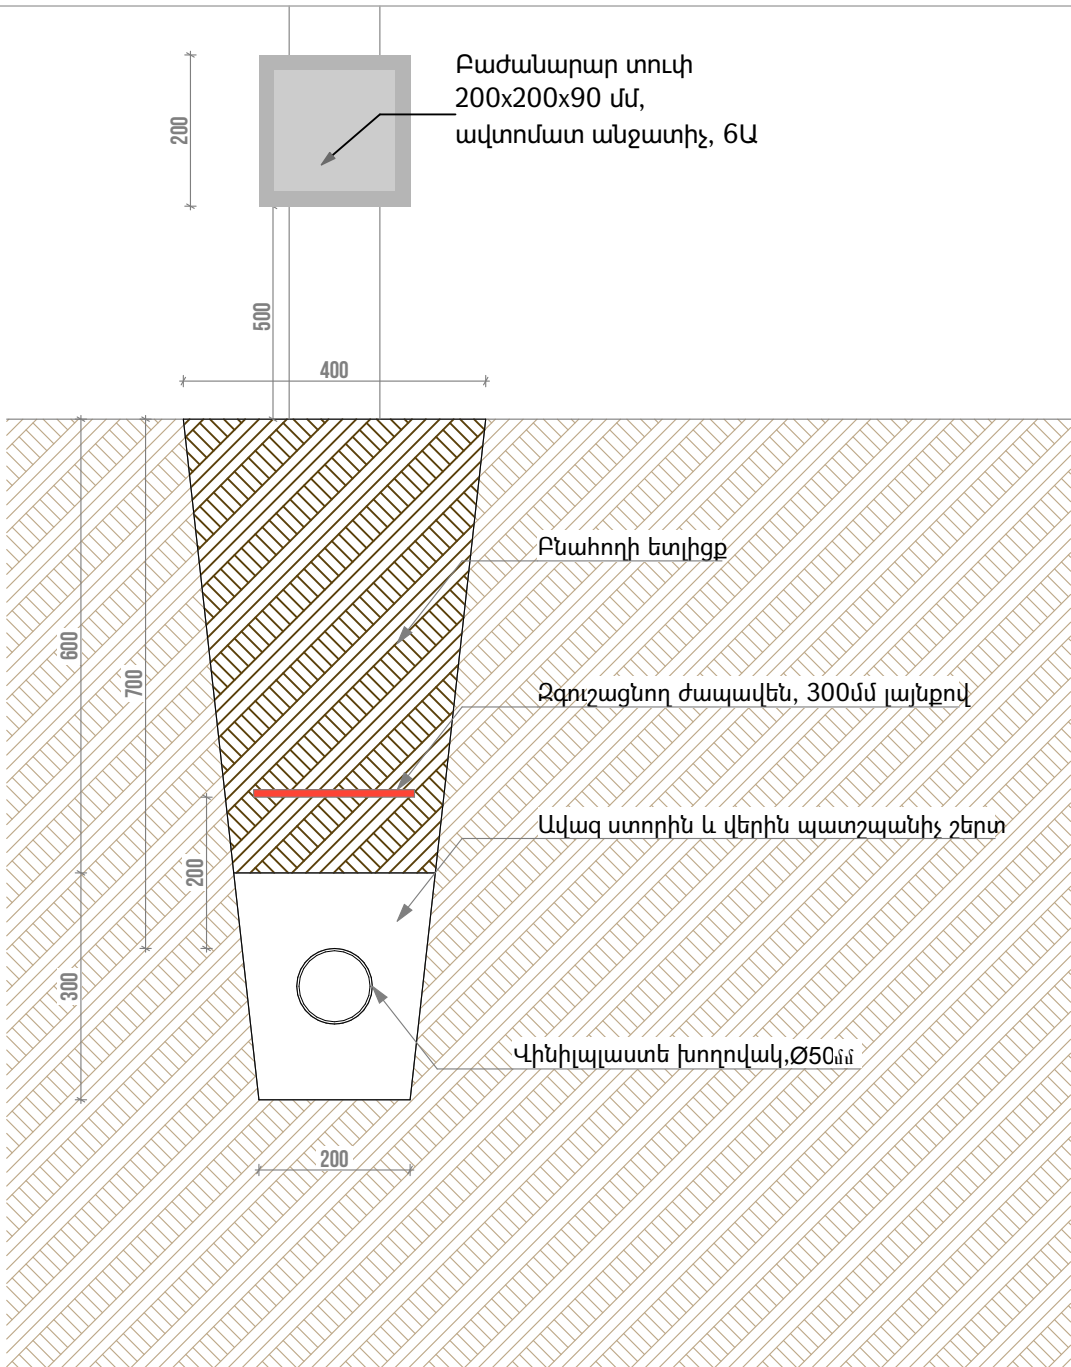 Բաժանարար տուփ
200x200x90 մմ,
ավտոմատ անջատիչ, 6Ա
200
500
400
Բնահողի ետլիցք
600
700
Զգուշացնող ժապավեն, 300մմ լայնքով
Ավազ ստորին և վերին պատշպանիչ շերտ
200
300
Վինիլպլաստե խողովակ,Ø50մմ
200